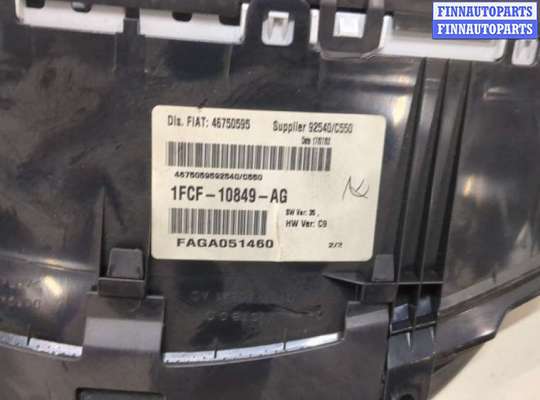 FINNAUTOPARTS
FINNAUTOPARTS
Dis. FIAT: 46750595 Supplier 92540/C550
Date 17/07/02
4675059592540/C550
1FCF-10849-AG
SW Ver: 35 ,
HW Ver: C9
FAGA051460 2/2